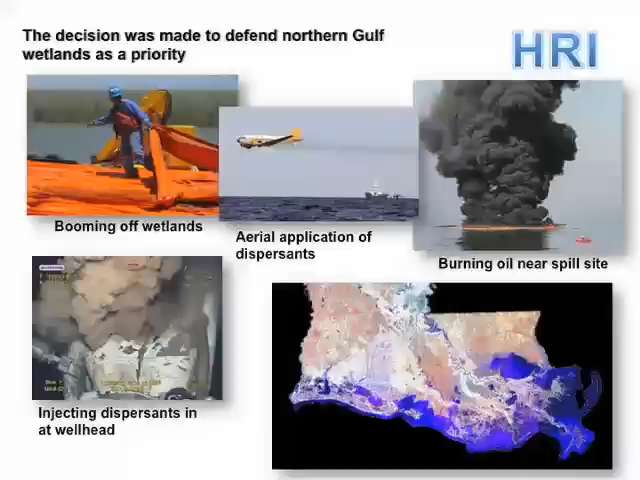 The decision was made to defend northern Gulf
wetlands as a priority
HRI
Booming off wetlands
Aerial application of
dispersants
Burning oil near spill site
Injecting dispersants in
at wellhead